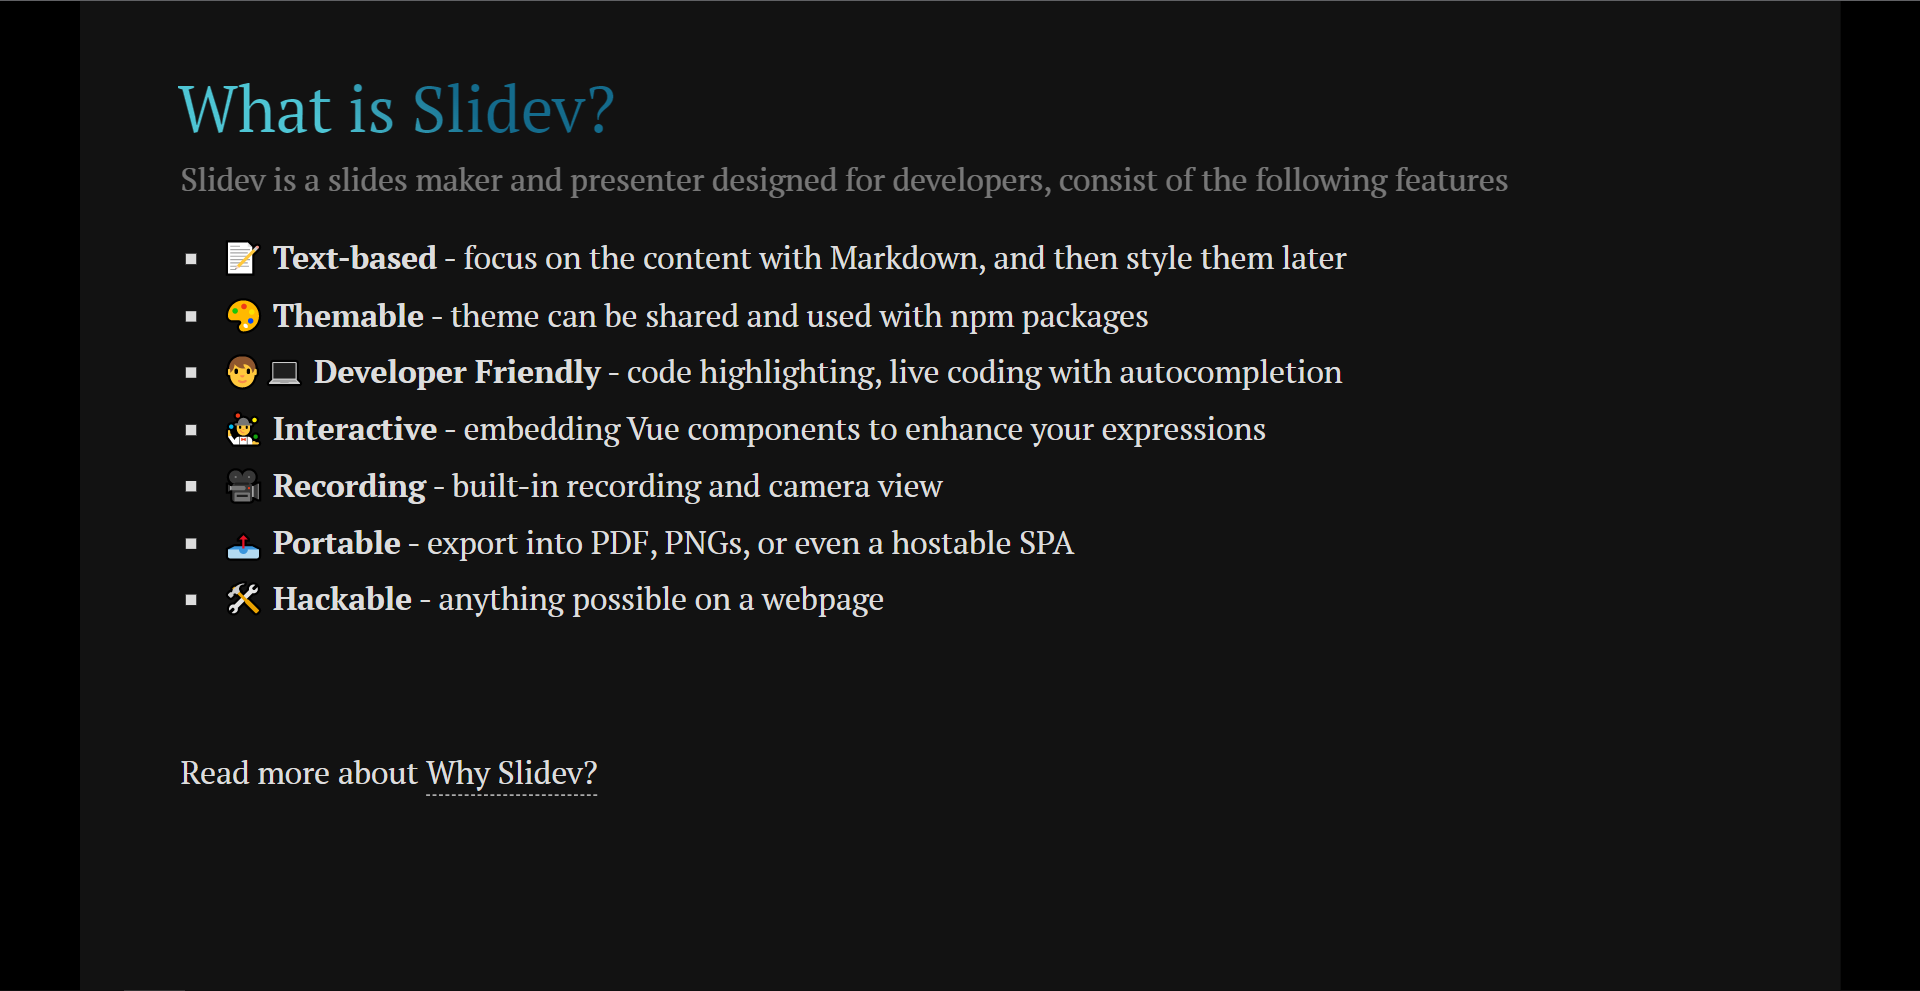 What is Slidev?
Slidev is a slides maker and presenter designed for developers, consist of the following features
▪ 📝 Text-based - focus on the content with Markdown, and then style them later
▪ 🎨 Themable - theme can be shared and used with npm packages
▪ 🧑💻 Developer Friendly - code highlighting, live coding with autocompletion
▪ 🤹 Interactive - embedding Vue components to enhance your expressions
▪ 🎥 Recording - built-in recording and camera view
▪ 📤 Portable - export into PDF, PNGs, or even a hostable SPA
▪ 🛠 Hackable - anything possible on a webpage
Read more about Why Slidev?